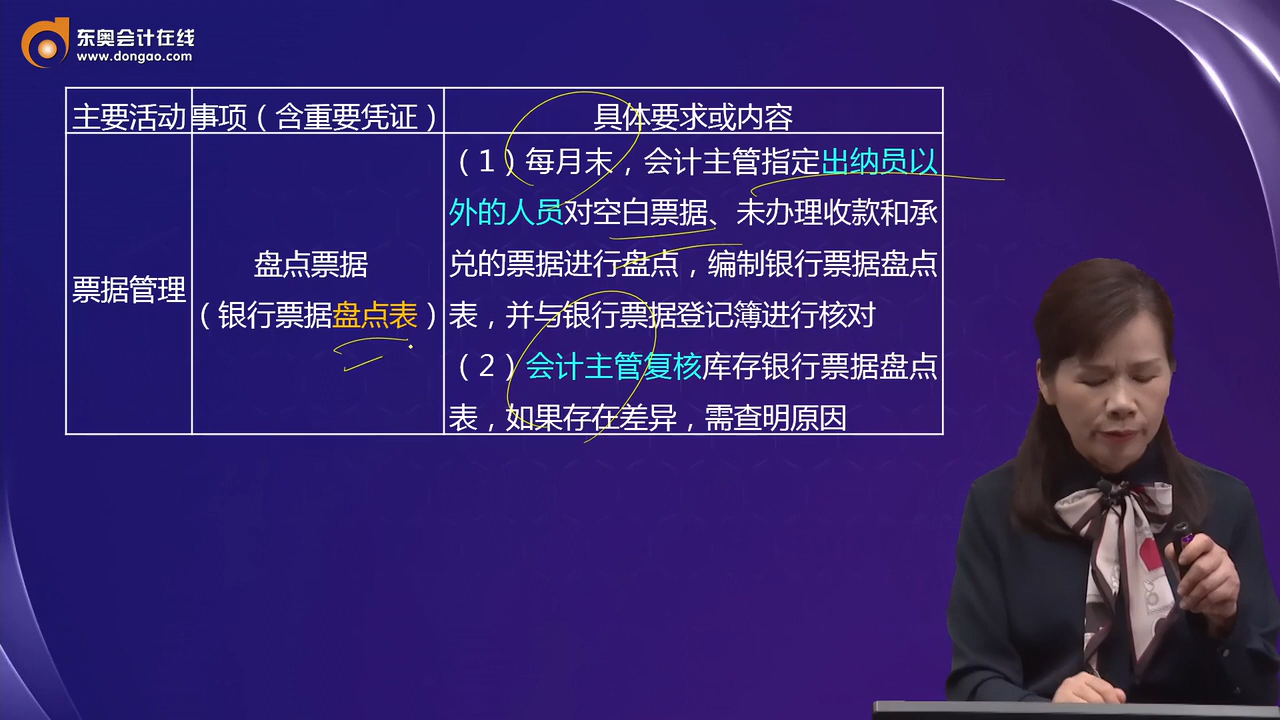 东奥会计在线
www.dongao.com
主要活动 事项（含重要凭证） 具体要求或内容
票据管理
盘点票据
（银行票据盘点表）
（1）每月末，会计主管指定出纳员以
外的人员对空白票据、未办理收款和承
兑的票据进行盘点，编制银行票据盘点
表，并与银行票据登记簿进行核对
（2）会计主管复核库存银行票据盘点
表，如果存在差异，需查明原因